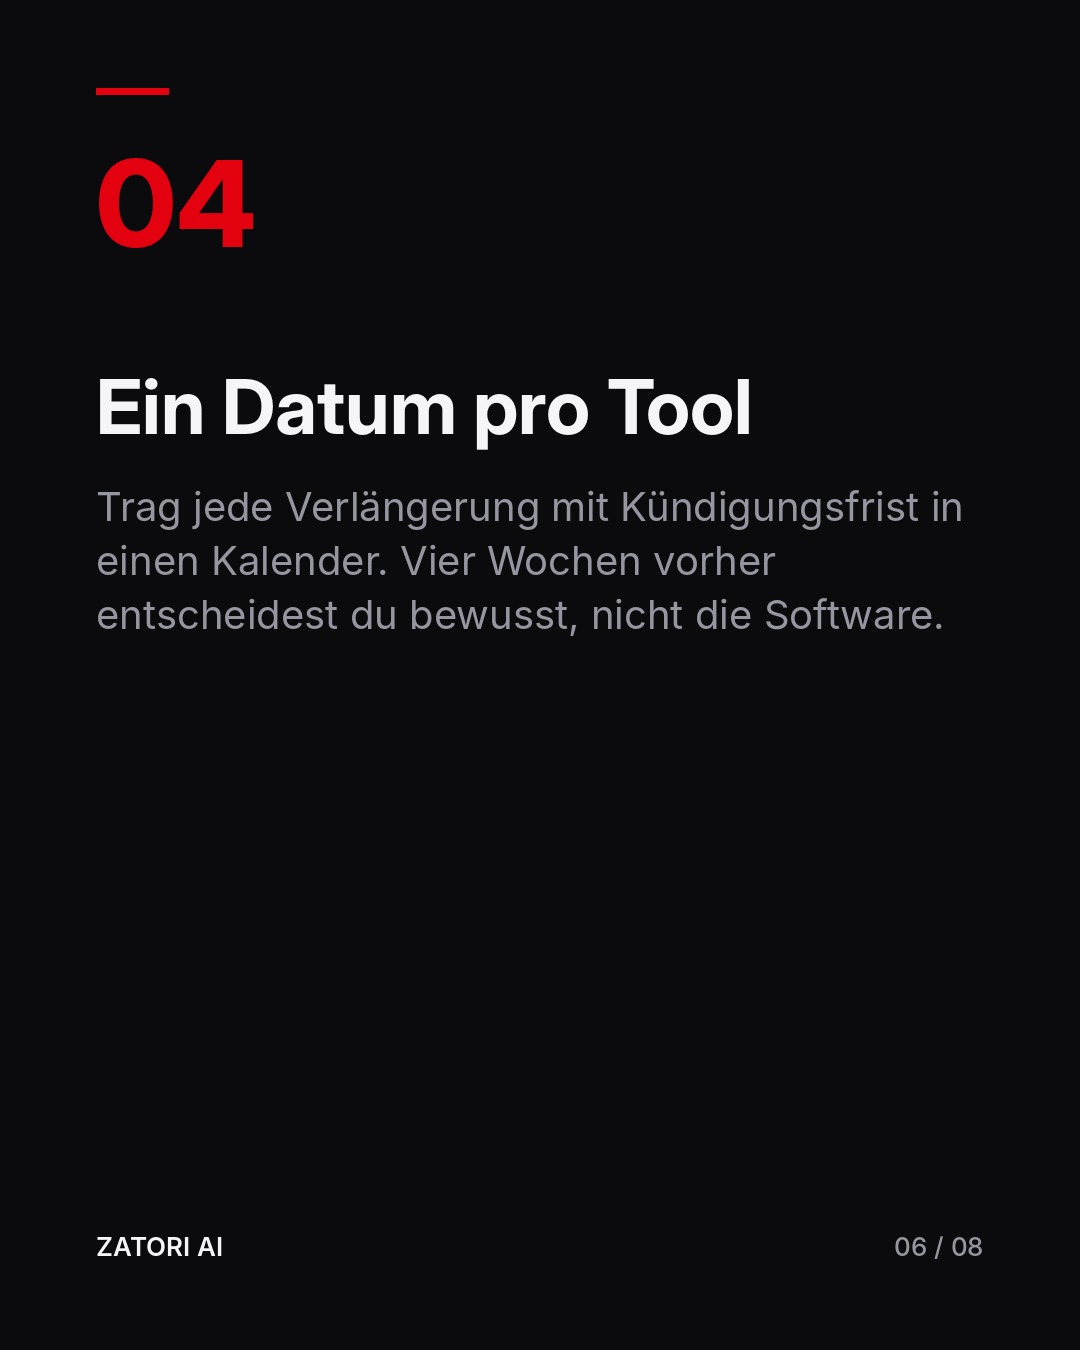 04
Ein Datum pro Tool
Trag jede Verlängerung mit Kündigungsfrist in
einen Kalender. Vier Wochen vorher
entscheidest du bewusst, nicht die Software.
ZATORI AI
06 / 08